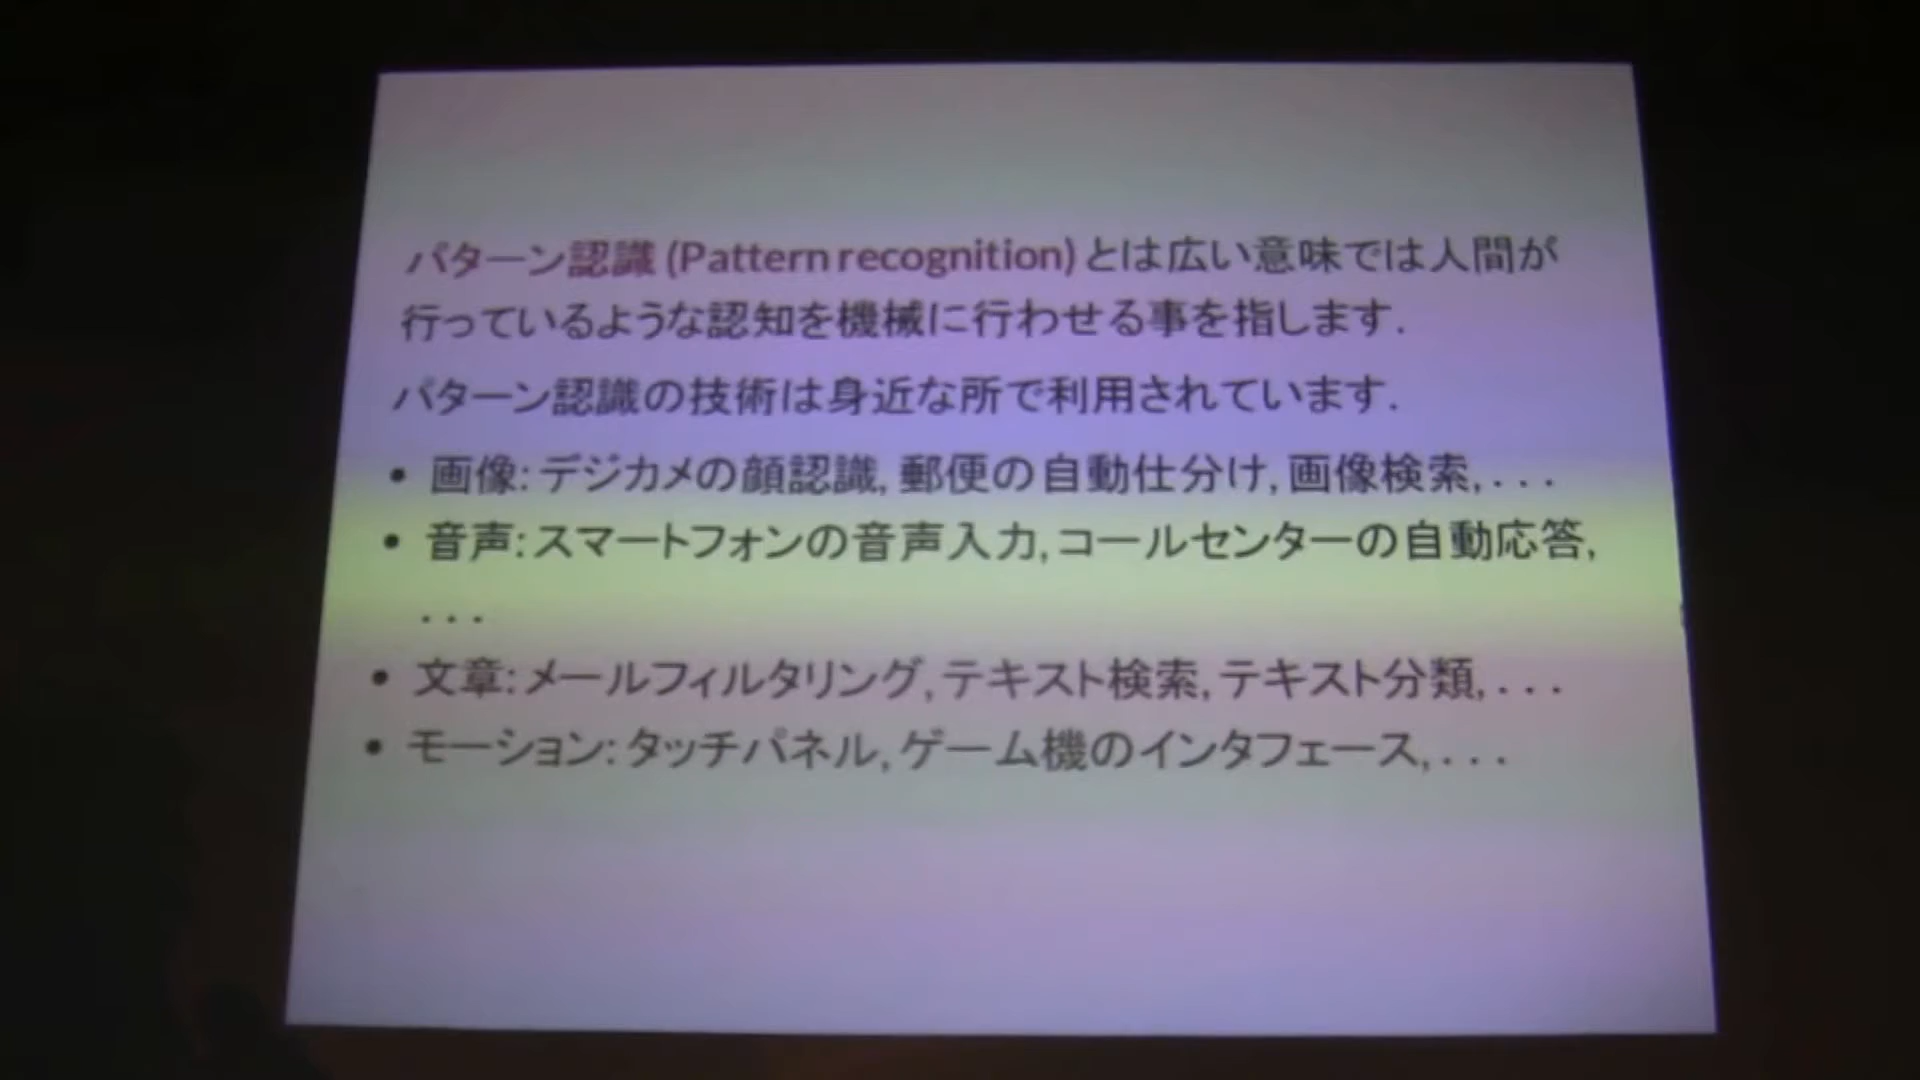 パターン認識 (Pattern recognition) とは広い意味では人間が
行っているような認知を機械に行わせる事を指します.
パターン認識の技術は身近な所で利用されています.
• 画像: デジカメの顔認識, 郵便の自動仕分け, 画像検索, . . .
• 音声: スマートフォンの音声入力, コールセンターの自動応答,
. . .
• 文章: メールフィルタリング, テキスト検索, テキスト分類, . . .
• モーション: タッチパネル, ゲーム機のインタフェース, . . .